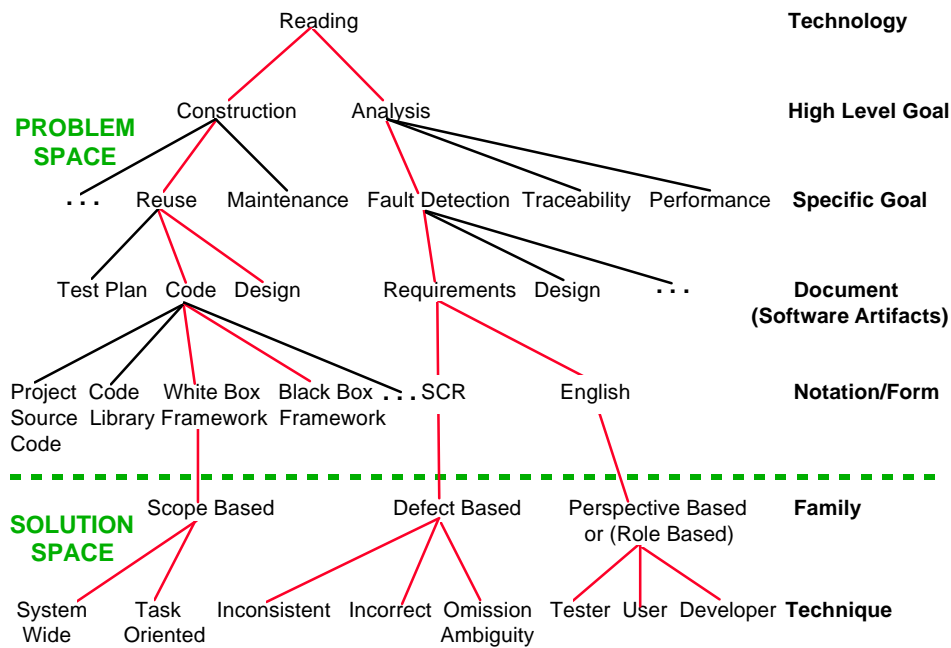 Reading Technology
Construction Analysis High Level Goal
PROBLEM
SPACE
... Reuse Maintenance Fault Detection Traceability Performance Specific Goal
Test Plan Code Design Requirements Design ... Document
(Software Artifacts)
Project Code White Box Black Box ... SCR English Notation/Form
Source Library Framework Framework
Code
Scope Based Defect Based Perspective Based Family
or (Role Based)
SOLUTION
SPACE
System Task Inconsistent Incorrect Omission Tester User Developer Technique
Wide Oriented Ambiguity